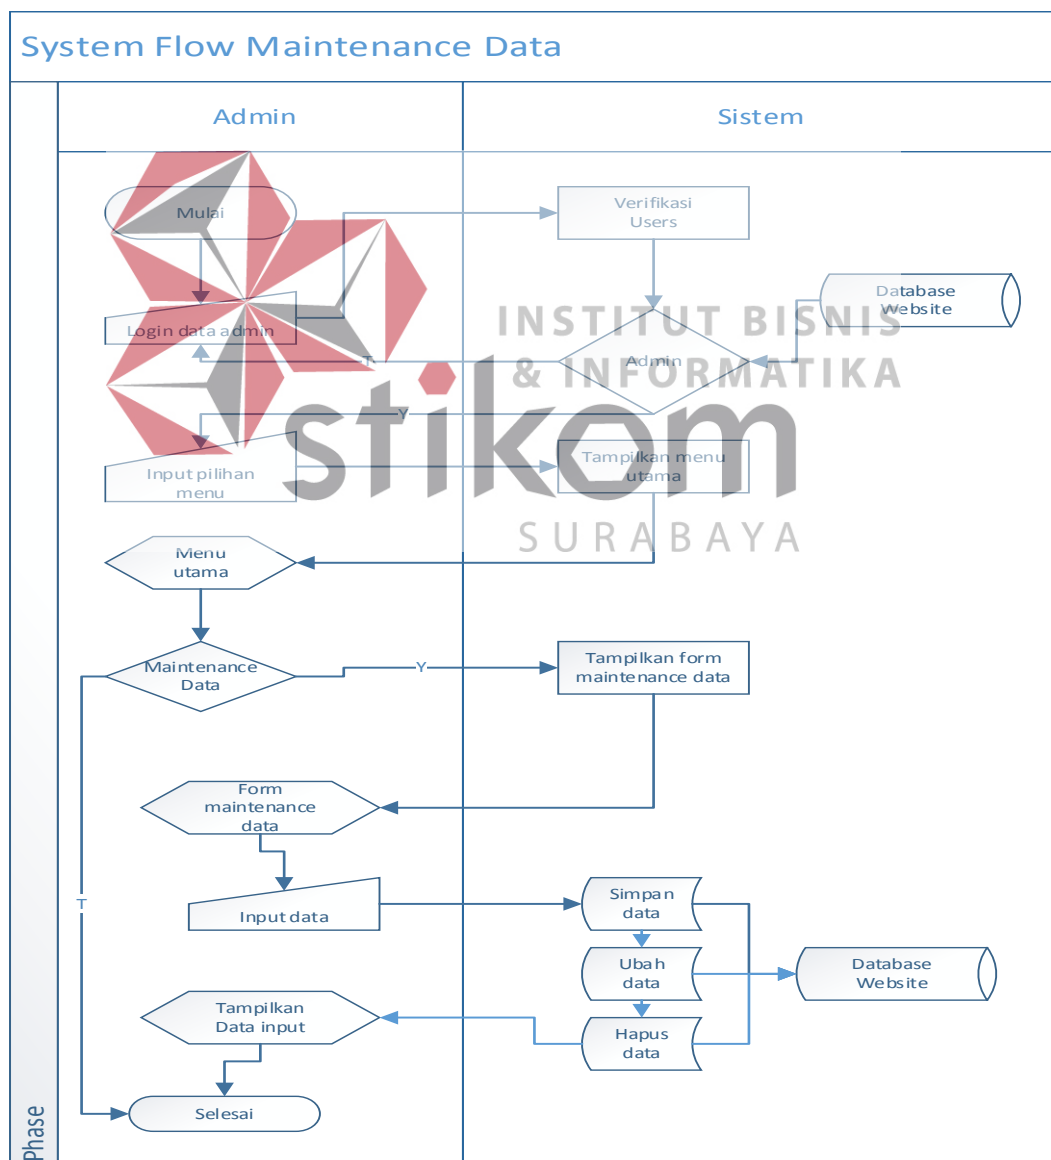 System Flow Maintenance Data
Admin
Sistem
Mulai
Verifikasi
Users
Login data admin
Database
Website
Admin
T
Y
INSTITUT BISNIS
& INFORMATIKA
stikom
SURABAYA
Input pilihan
menu
Tampilkan menu
utama
Menu
utama
Maintenance
Data
Y
Tampilkan form
maintenance data
Form
maintenance
data
T
Input data
Simpan
data
Ubah
data
Database
Website
Hapus
data
Tampilkan
Data input
Selesai
Phase